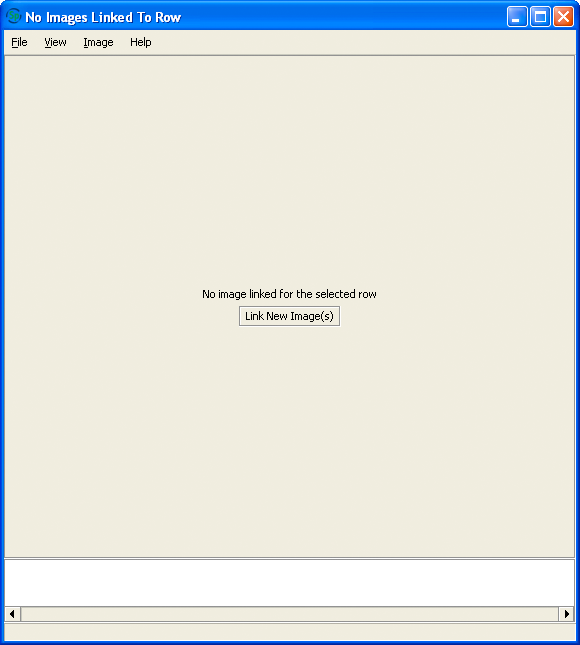 No Images Linked To Row
File View Image Help
No image linked for the selected row
Link New Image(s)